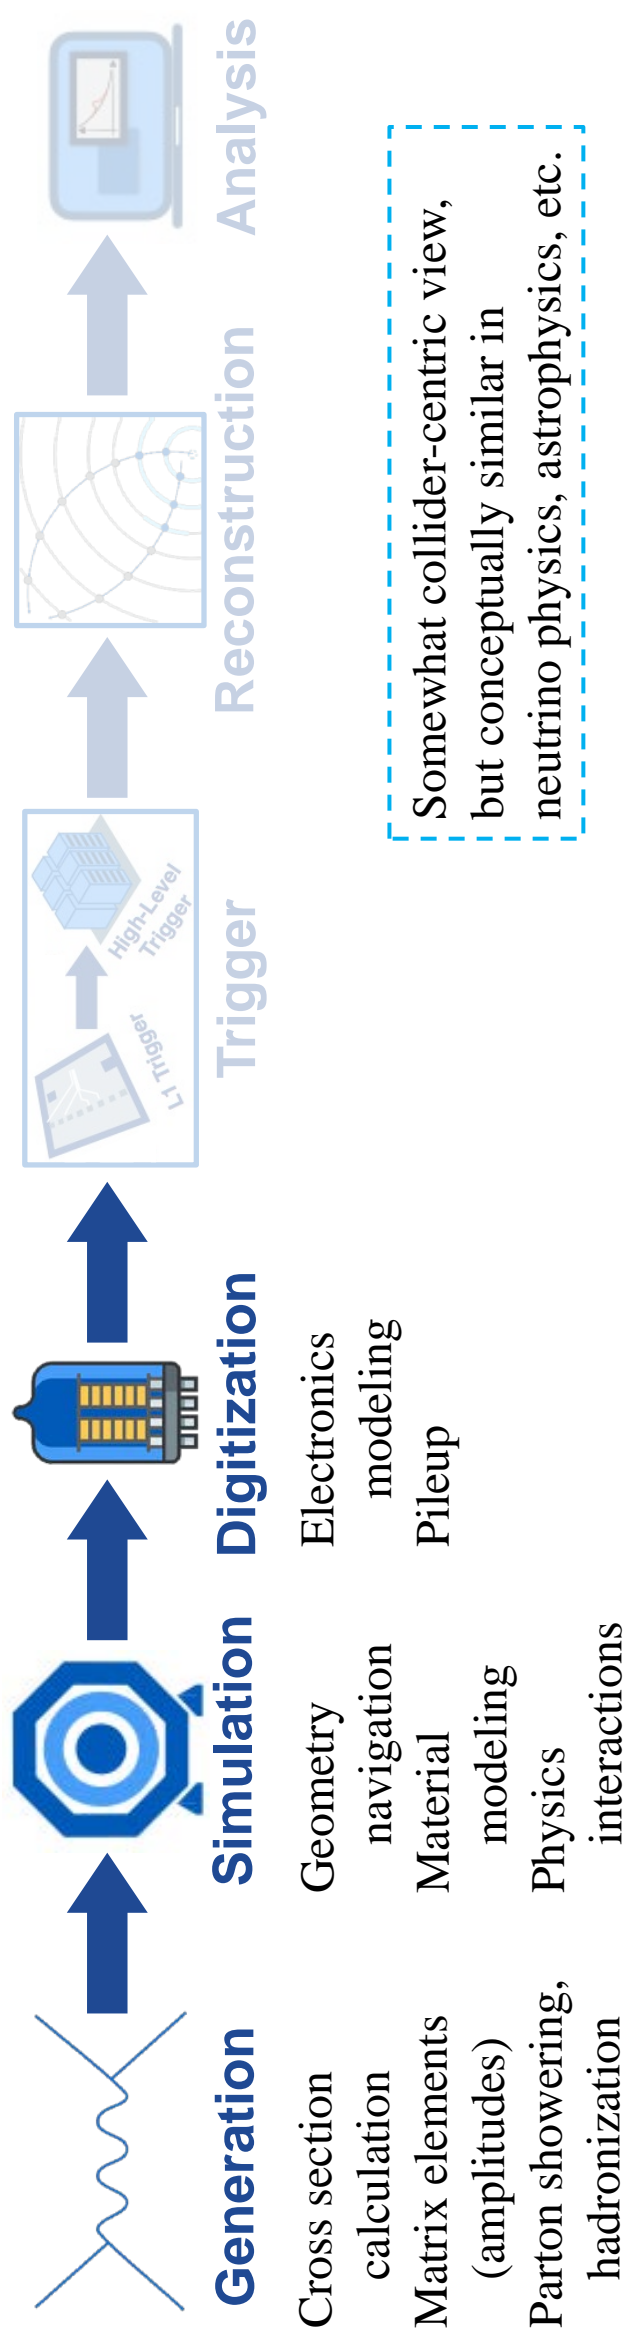 Generation
Cross section
calculation
Matrix elements
(amplitudes)
Parton showering,
hadronization
Simulation
Geometry
navigation
Material
modeling
Physics
interactions
Digitization
Electronics
modeling
Pileup
L1 Trigger
High-Level
Trigger
Trigger
Reconstruction
Analysis
Somewhat collider-centric view,
but conceptually similar in
neutrino physics, astrophysics, etc.